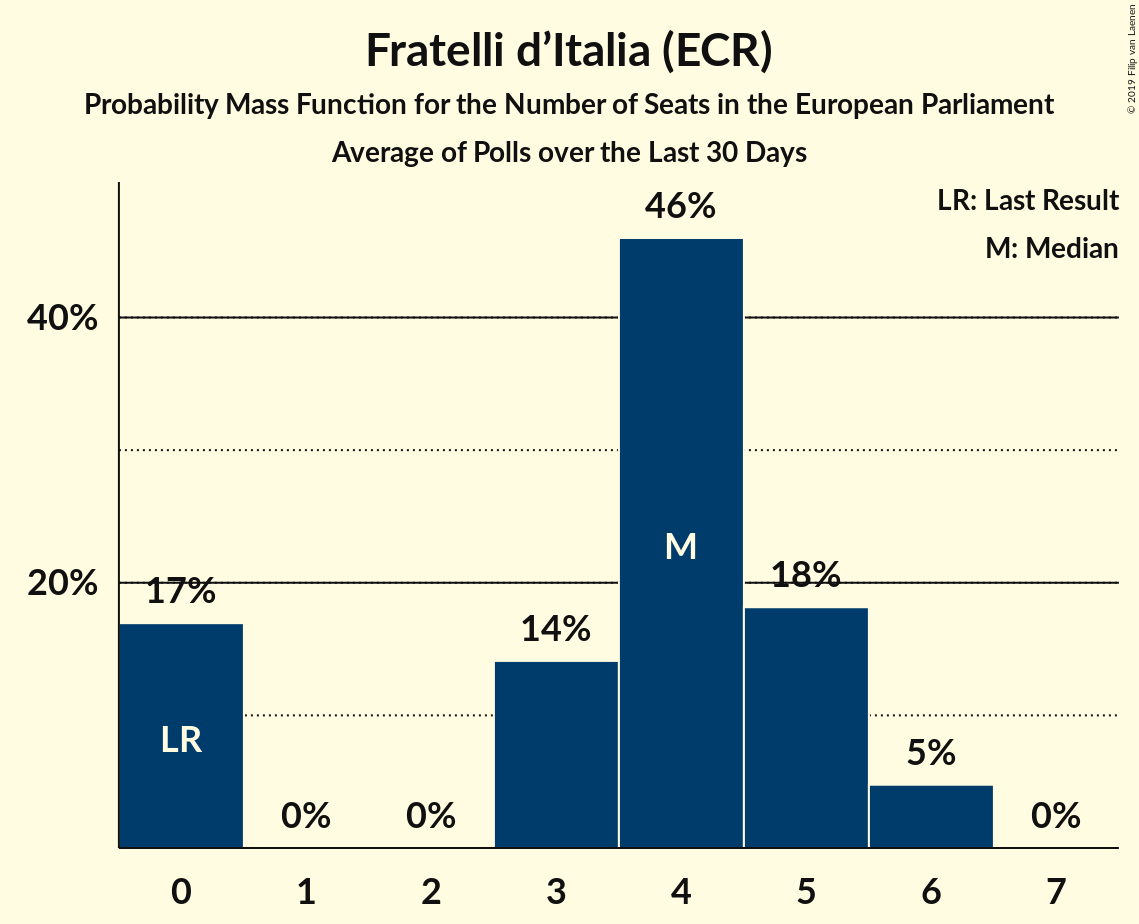 Fratelli d’Italia (ECR)
Probability Mass Function for the Number of Seats in the European Parliament
Average of Polls over the Last 30 Days
© 2019 Filip van Laenen
LR: Last Result
M: Median
46%
40%
M
20%
17%
18%
14%
LR
5%
0%
0%
0%
0 1 2 3 4 5 6 7